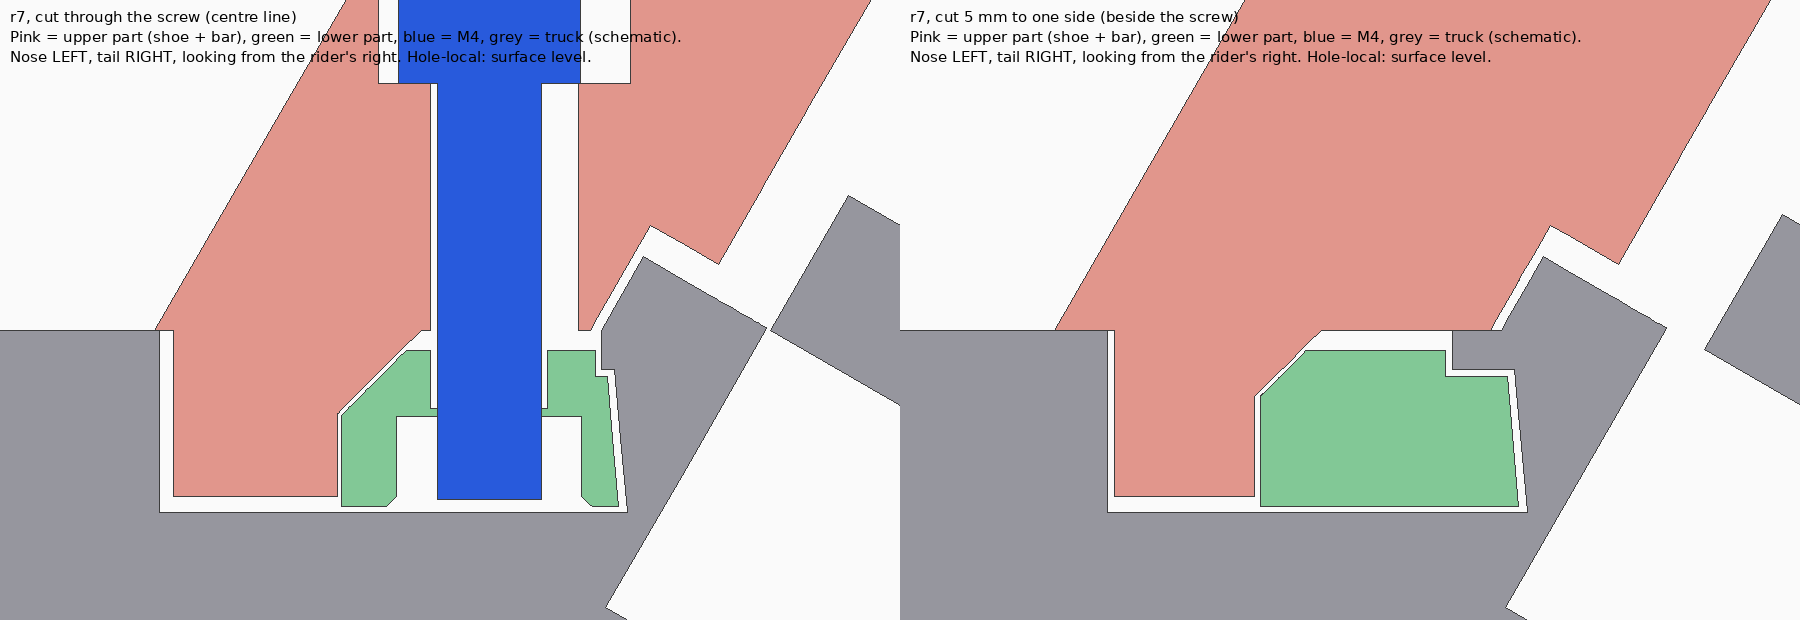 r7, cut through the screw (centre line)
Pink = upper part (shoe + bar), green = lower part, blue = M4, grey = truck (schematic).
Nose LEFT, tail RIGHT, looking from the rider's right. Hole-local: surface level.
r7, cut 5 mm to one side (beside the screw)
Pink = upper part (shoe + bar), green = lower part, blue = M4, grey = truck (schematic).
Nose LEFT, tail RIGHT, looking from the rider's right. Hole-local: surface level.